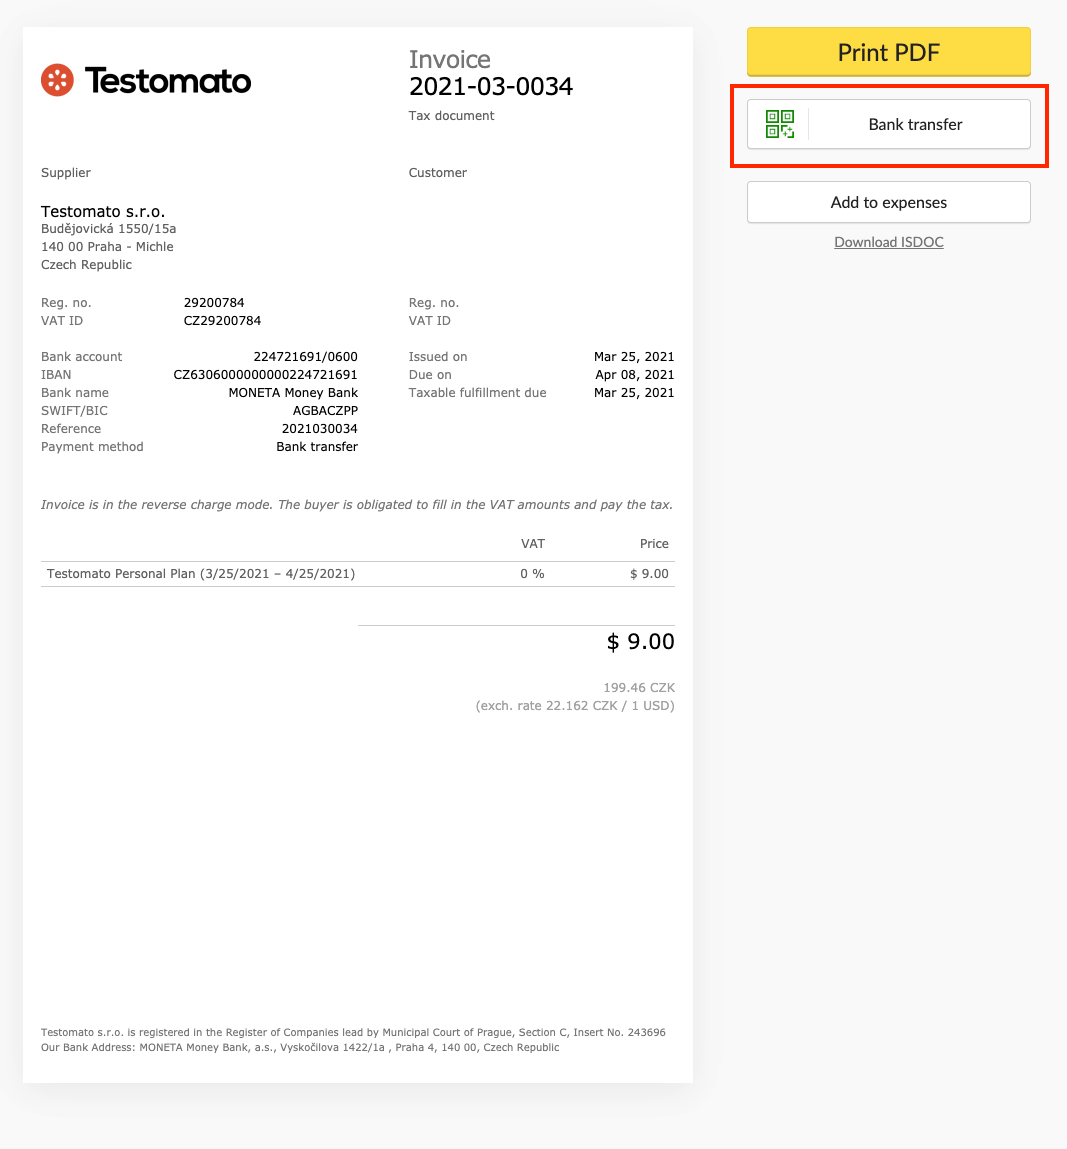 Testomato
Invoice
2021-03-0034
Tax document
Supplier
Testomato s.r.o.
Budějovická 1550/15a
140 00 Praha - Michle
Czech Republic
Reg. no. 29200784
VAT ID CZ29200784
Bank account 224721691/0600
IBAN CZ6306000000000224721691
Bank name MONETA Money Bank
SWIFT/BIC AGBACZPP
Reference 2021030034
Payment method Bank transfer
Customer
Reg. no.
VAT ID
Issued on Mar 25, 2021
Due on Apr 08, 2021
Taxable fulfillment due Mar 25, 2021
Invoice is in the reverse charge mode. The buyer is obligated to fill in the VAT amounts and pay the tax.
VAT Price
Testomato Personal Plan (3/25/2021 – 4/25/2021) 0 % $ 9.00
$ 9.00
199.46 CZK
(exch. rate 22.162 CZK / 1 USD)
Testomato s.r.o. is registered in the Register of Companies lead by Municipal Court of Prague, Section C, Insert No. 243696
Our Bank Address: MONETA Money Bank, a.s., Vyskočilova 1422/1a , Praha 4, 140 00, Czech Republic
Print PDF
Bank transfer
Add to expenses
Download ISDOC